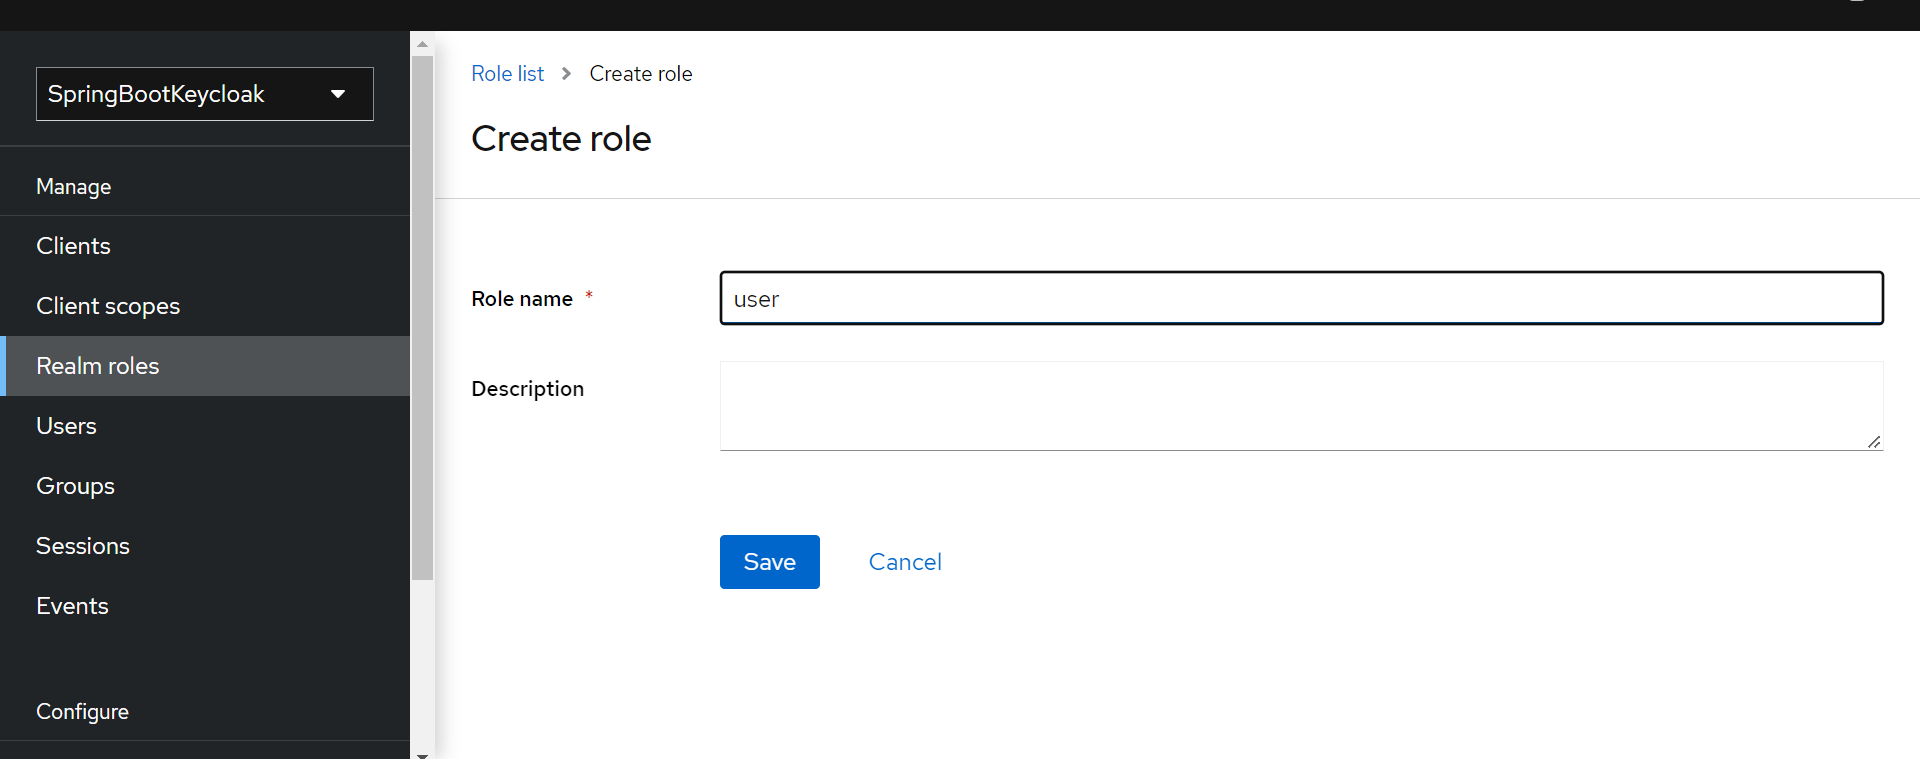 SpringBootKeycloak
Manage
Clients
Client scopes
Realm roles
Users
Groups
Sessions
Events
Configure
Role list > Create role
Create role
Role name *
user
Description
Save
Cancel